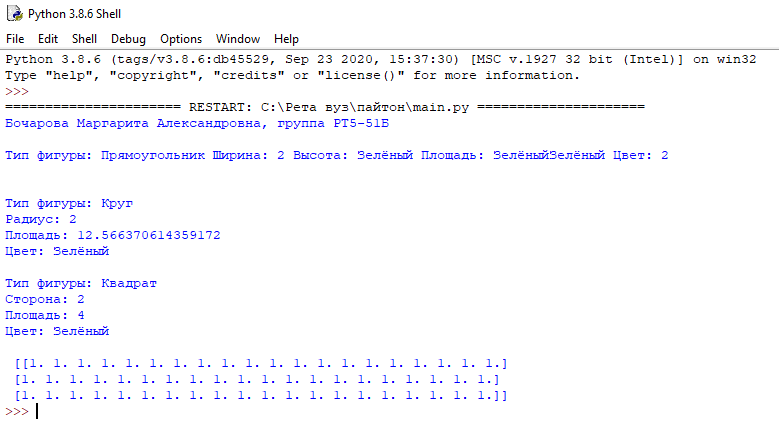 Python 3.8.6 Shell
File Edit Shell Debug Options Window Help
Python 3.8.6 (tags/v3.8.6:db45529, Sep 23 2020, 15:37:30) [MSC v.1927 32 bit (Intel)] on win32
Type "help", "copyright", "credits" or "license()" for more information.
>>>
====================== RESTART: C:\Рета вуз\пайтон\main.py =====================
Бочарова Маргарита Александровна, группа РТ5-51Б
Тип фигуры: Прямоугольник Ширина: 2 Высота: Зелёный Площадь: ЗелёныйЗелёный Цвет: 2
Тип фигуры: Круг
Радиус: 2
Площадь: 12.566370614359172
Цвет: Зелёный
Тип фигуры: Квадрат
Сторона: 2
Площадь: 4
Цвет: Зелёный
[[1. 1. 1. 1. 1. 1. 1. 1. 1. 1. 1. 1. 1. 1. 1. 1. 1. 1. 1. 1.]
[1. 1. 1. 1. 1. 1. 1. 1. 1. 1. 1. 1. 1. 1. 1. 1. 1. 1. 1. 1.]
[1. 1. 1. 1. 1. 1. 1. 1. 1. 1. 1. 1. 1. 1. 1. 1. 1. 1. 1. 1.]]
>>>